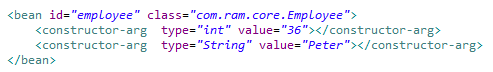 <bean id="employee" class="com.ram.core.Employee">
<constructor-arg  type="int" value="36"></constructor-arg>
<constructor-arg  type="String" value="Peter"></constructor-arg>
</bean>